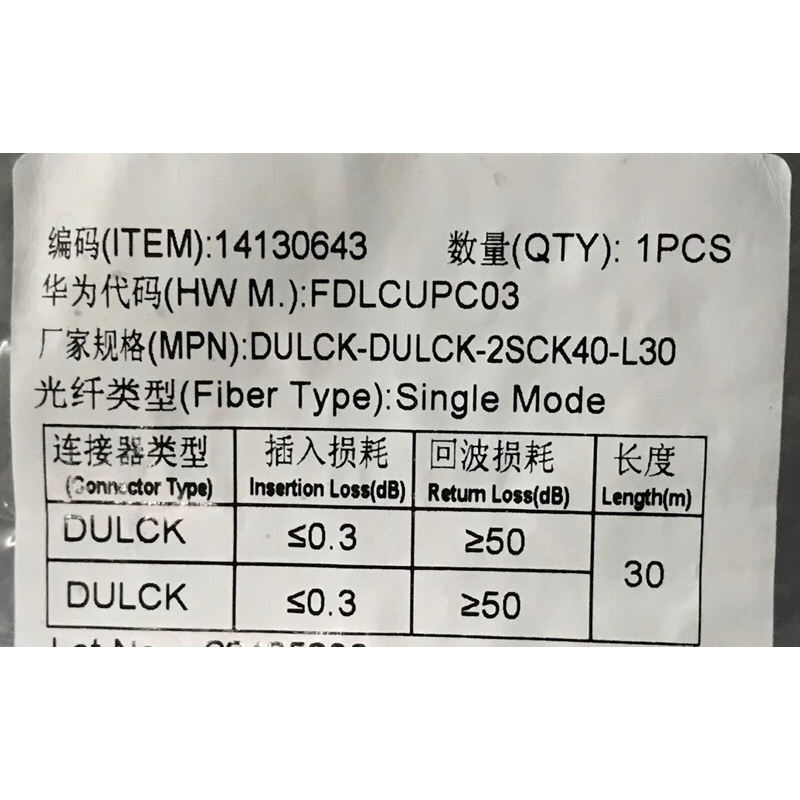 编码(ITEM):14130643 数量(QTY): 1PCS
华为代码(HW M.):FDLCUPC03
厂家规格(MPN):DULCK-DULCK-2SCK40-L30
光纤类型(Fiber Type):Single Mode
连接器类型 插入损耗 回波损耗 长度
(Connector Type) Insertion Loss(dB) Return Loss(dB) Length(m)
DULCK ≤0.3 ≥50
30
DULCK ≤0.3 ≥50